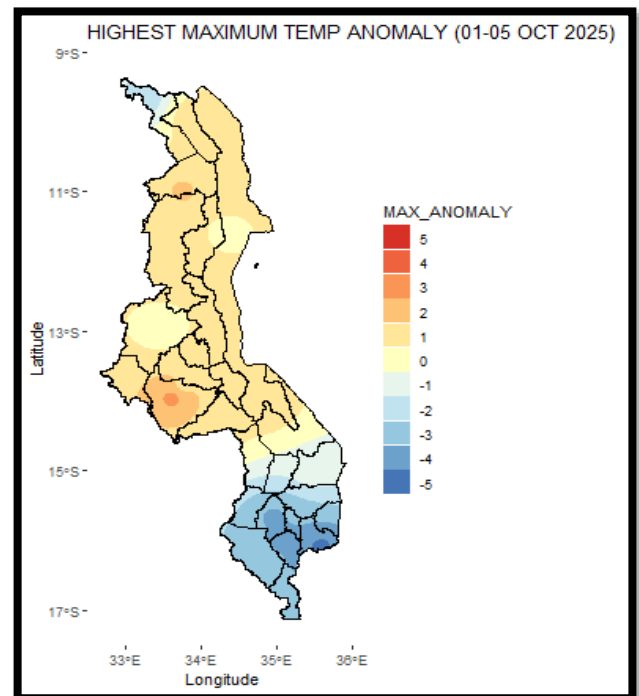 HIGHEST MAXIMUM TEMP ANOMALY (01-05 OCT 2025)
9°S
11°S
13°S
15°S
17°S
Latitude
33°E 34°E 35°E 36°E
Longitude
MAX_ANOMALY
5
4
3
2
1
0
-1
-2
-3
-4
-5